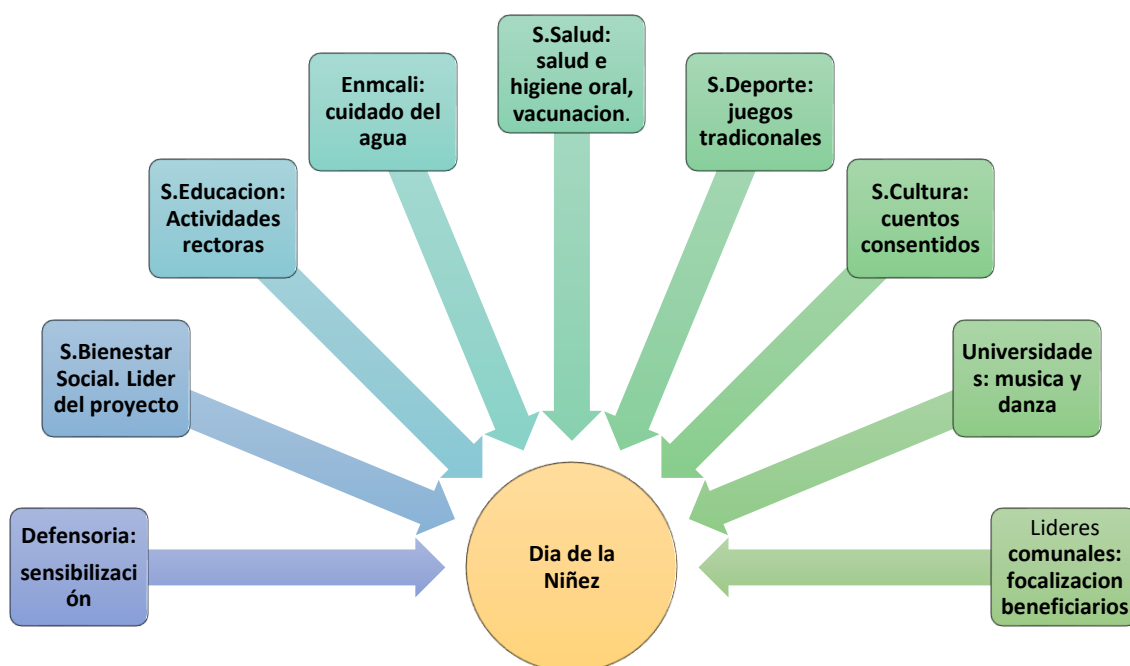 Defensoria:
sensibilizaci
ón
S.Bienestar
Social. Lider
del proyecto
S.Educacion:
Actividades
rectoras
Enmcali:
cuidado del
agua
S.Salud:
salud e
higiene oral,
vacunacion.
S.Deporte:
juegos
tradiconales
S.Cultura:
cuentos
consentidos
Universidade
s: musica y
danza
Lideres
comunales:
focalizacion
beneficiarios
Dia de la
Niñez